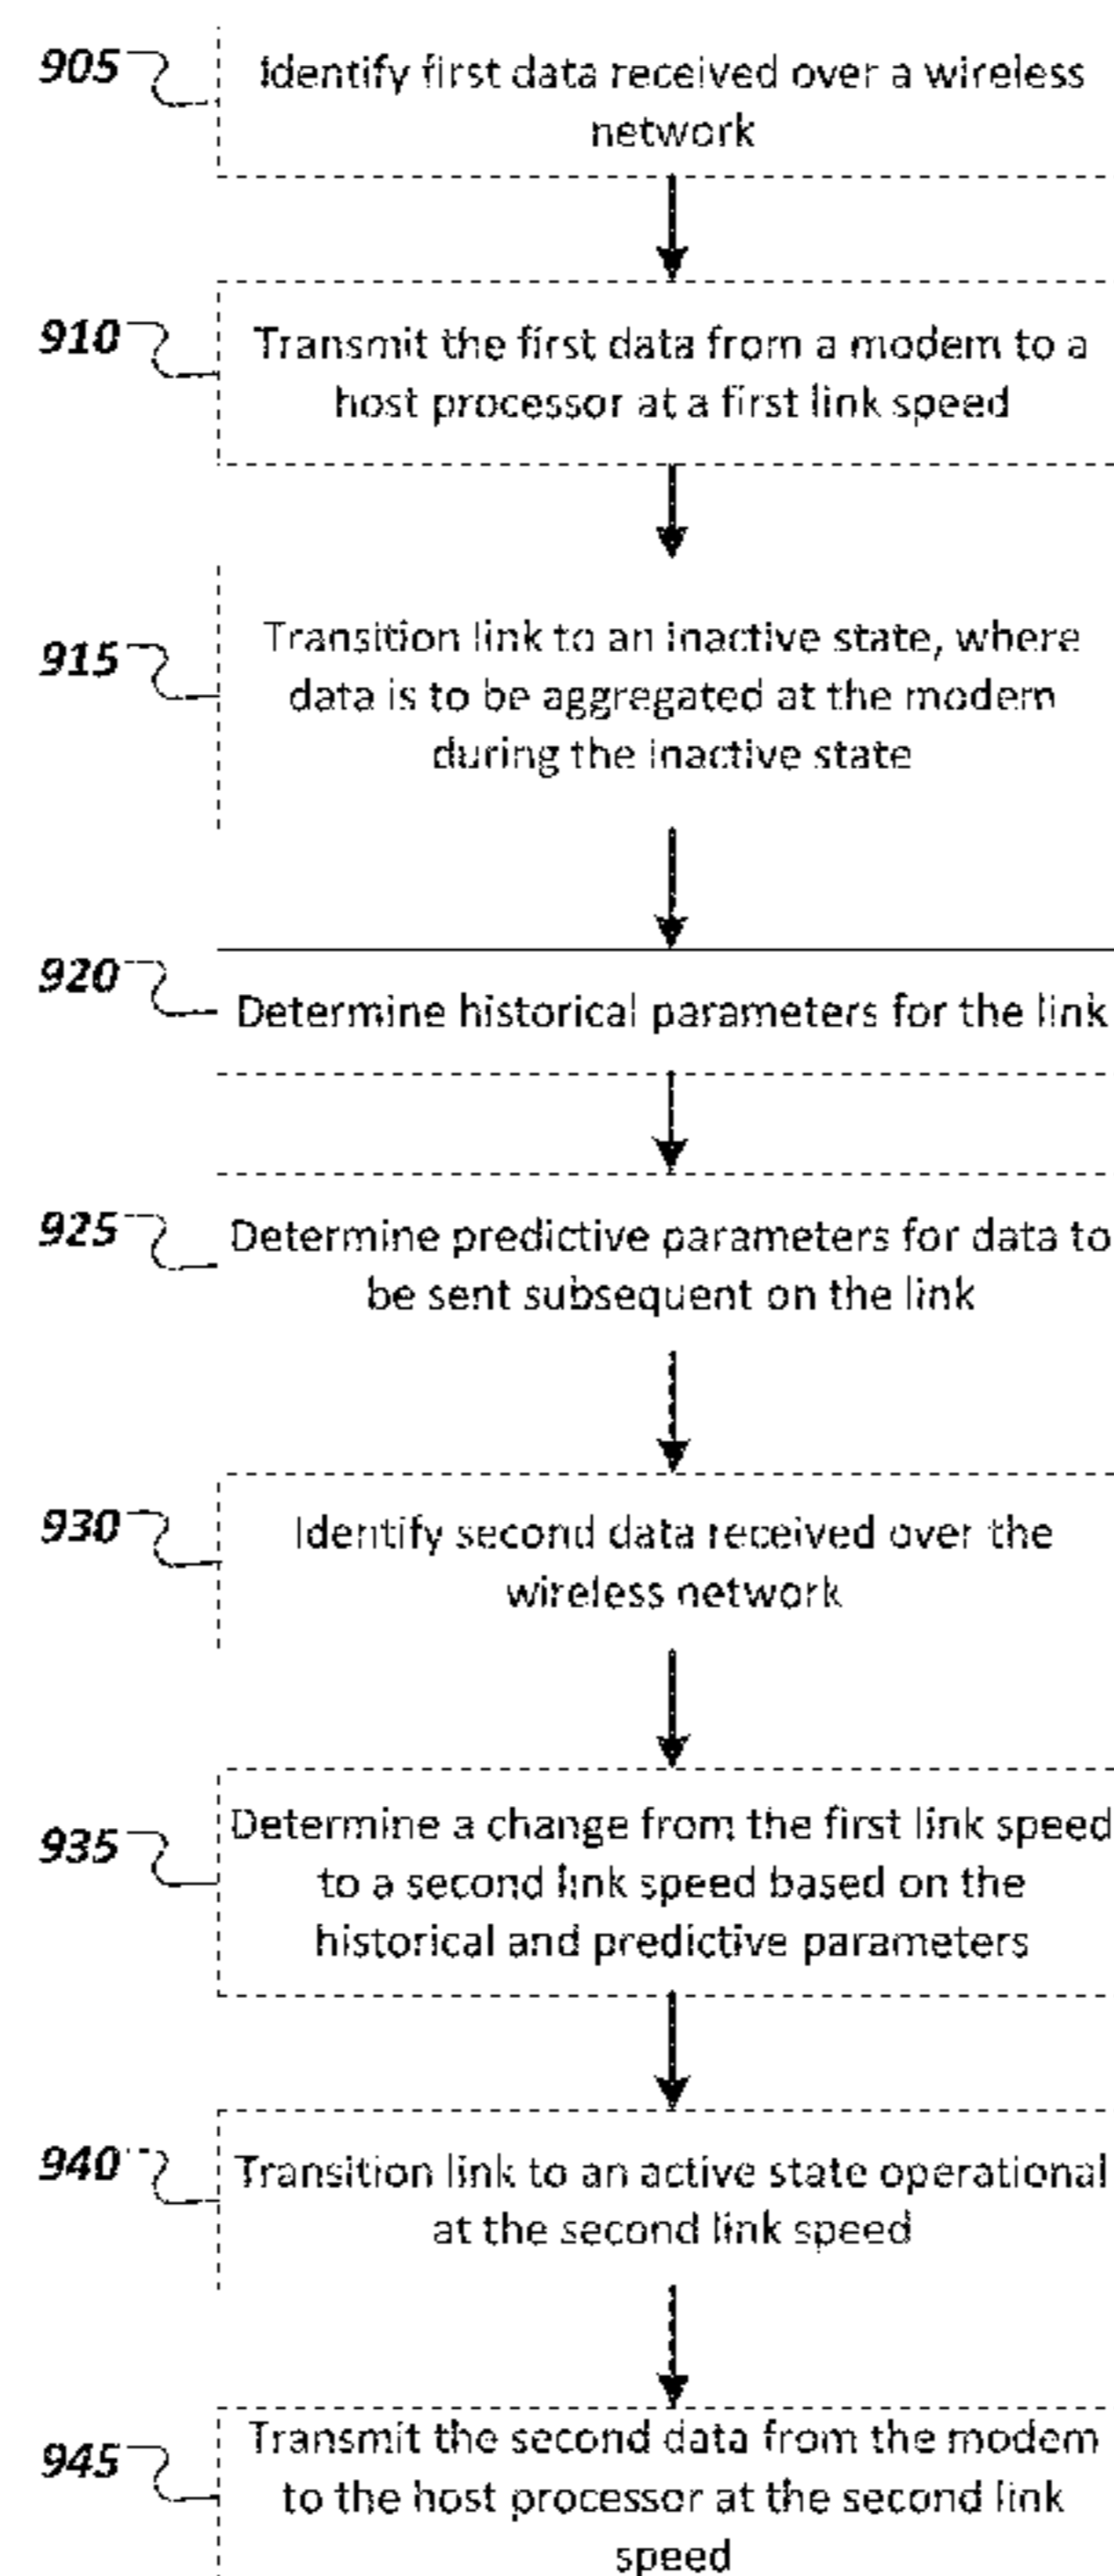 905
Identify first data received over a wireless
network
910
Transmit the first data from a modem to a
host processor at a first link speed
915
Transition link to an inactive state, where
data is to be aggregated at the modem
during the inactive state
920
Determine historical parameters for the link
925
Determine predictive parameters for data to
be sent subsequent on the link
930
Identify second data received over the
wireless network
935
Determine a change from the first link speed
to a second link speed based on the
historical and predictive parameters
940
Transition link to an active state operational
at the second link speed
945
Transmit the second data from the modem
to the host processor at the second link
speed